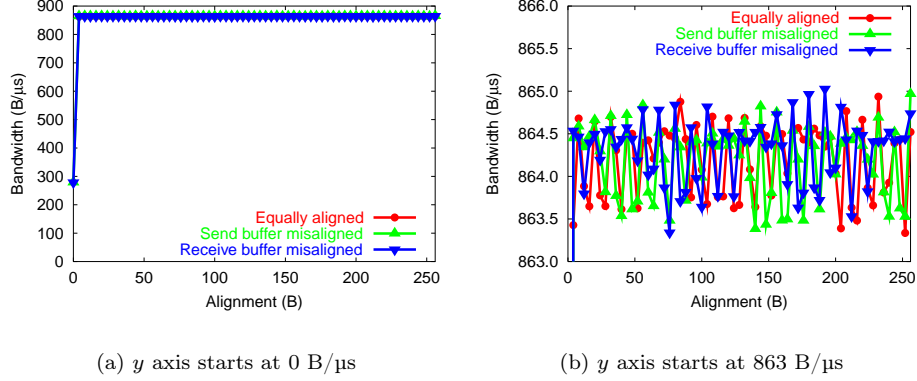 900
800
700
600
500
400
300
200
100
0
Bandwidth (B/μs)
0 50 100 150 200 250
Alignment (B)
Equally aligned
Send buffer misaligned
Receive buffer misaligned
(a) y axis starts at 0 B/μs
866.0
865.5
865.0
864.5
864.0
863.5
863.0
Bandwidth (B/μs)
0 50 100 150 200 250
Alignment (B)
Equally aligned
Send buffer misaligned
Receive buffer misaligned
(b) y axis starts at 863 B/μs